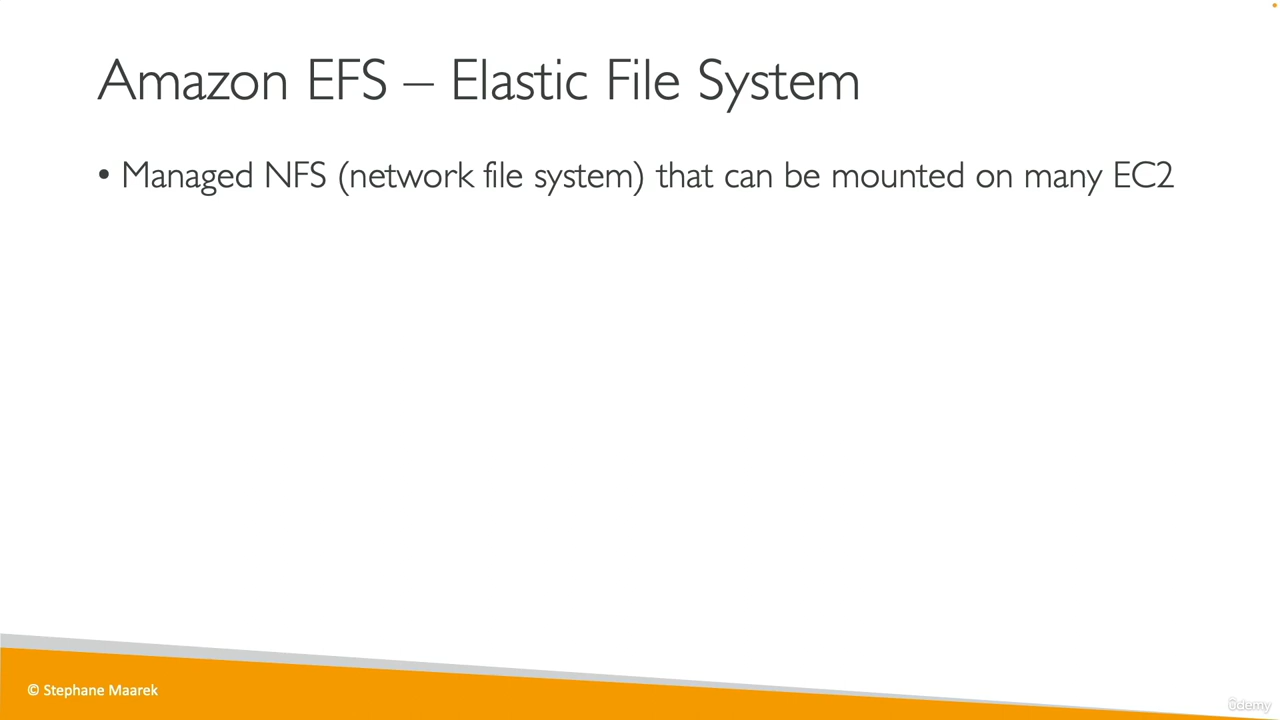 Amazon EFS – Elastic File System
• Managed NFS (network file system) that can be mounted on many EC2
© Stephane Maarek
ûdemy